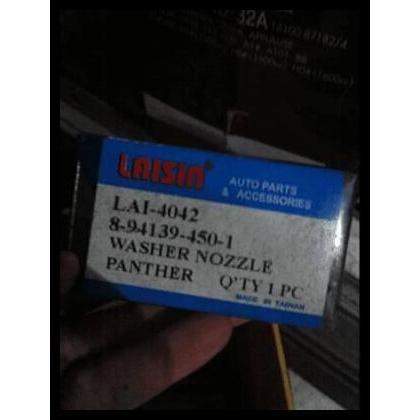 32A
LAISIN®
AUTO PARTS
& ACCESSORIES
LAI-4042
8-94139-450-1
WASHER NOZZLE
PANTHER Q'TY 1 PC
MADE IN TAIWAN